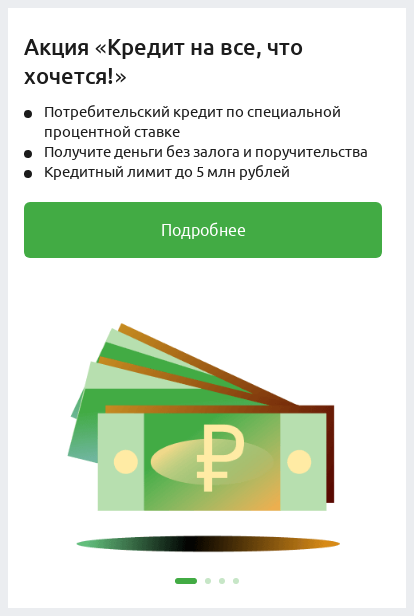 Акция «Кредит на все, что
хочется!»
Потребительский кредит по специальной
процентной ставке
Получите деньги без залога и поручительства
Кредитный лимит до 5 млн рублей
Подробнее
₽